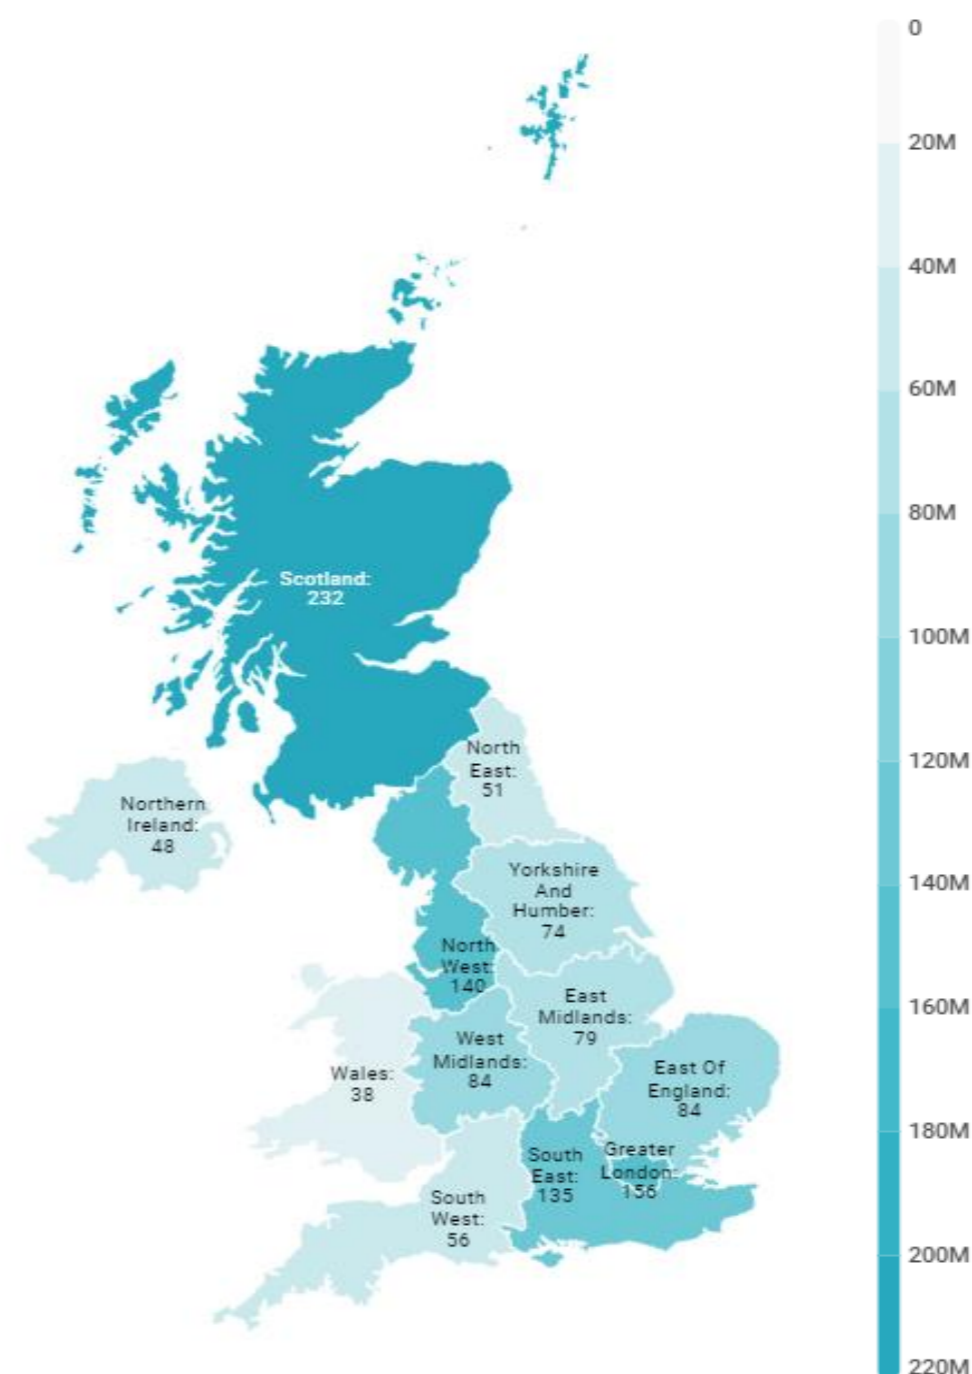 0
20M
40M
60M
80M
100M
120M
140M
160M
180M
200M
220M
Scotland:
232
North
East:
51
Northern
Ireland:
48
Yorkshire
And
Humber:
74
North
West:
140
East
Midlands:
79
West
Midlands:
84
East Of
England:
84
Wales:
38
South
East:
135
Greater
London:
156
South
West:
56